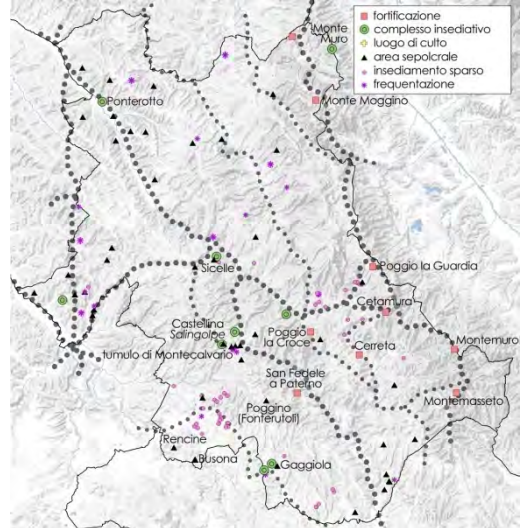 fortificazione
complesso insediativo
luogo di culto
area sepolcrale
insediamento sparso
frequentazione
Monte
Muro
Ponterotto
Monte Moggino
Poggio la Guardia
Sicelle
Cetamura
Castellina
Salingolpe
Poggio
la Croce
Montemuro
tumulo di Montecalvario
Cerreta
San Fedele
a Paterno
Montemasseto
Poggino
(Fonterutoli)
Rencine
Busona
Gaggiola